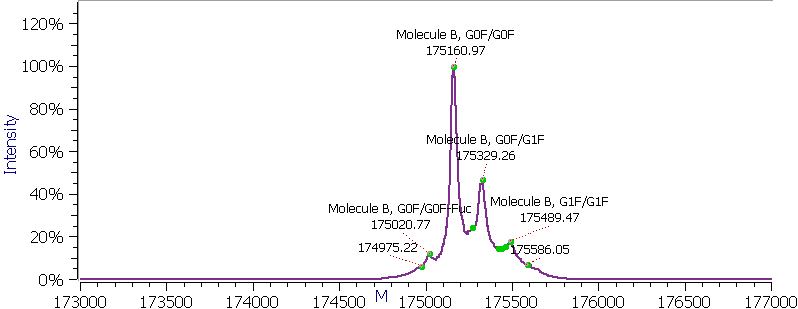 120%
Molecule B, G0F/G0F
175160.97
100%
80%
Intensity
Molecule B, G0F/G1F
175329.26
60%
40%
Molecule B, G0F/G0F-Fuc
175020.77
Molecule B, G1F/G1F
175489.47
20%
174975.22
175586.05
0%
173000 173500 174000 174500 M 175000 175500 176000 176500 177000